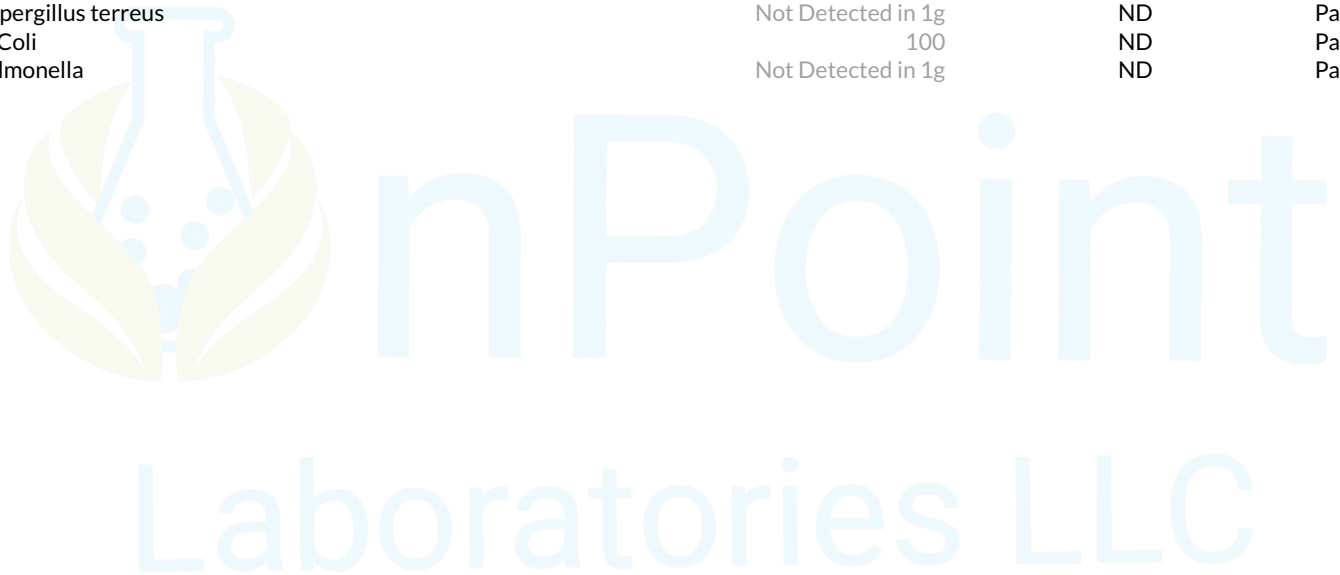 pergillus terreus Not Detected in 1g ND Pa
Coli 100 ND Pa
lmonella Not Detected in 1g ND Pa
nPoint
Laboratories LLC